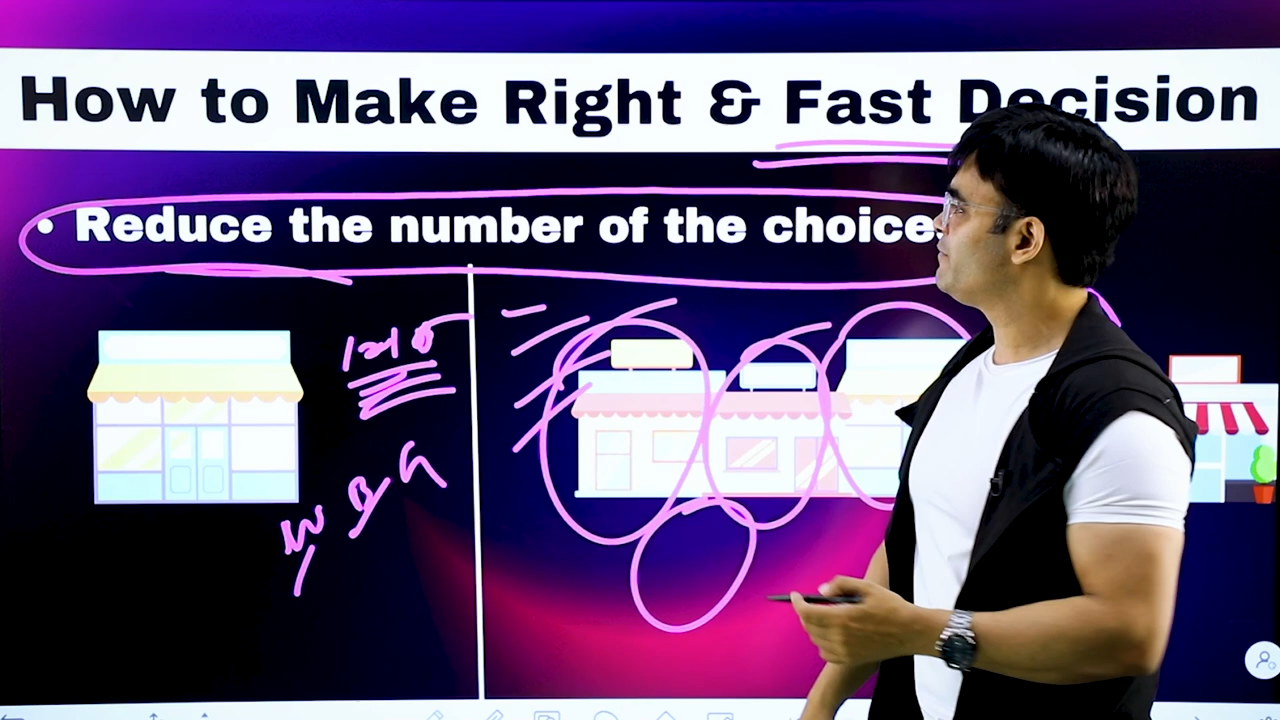 How to Make Right & Fast Decision
• Reduce the number of the choice
W B G